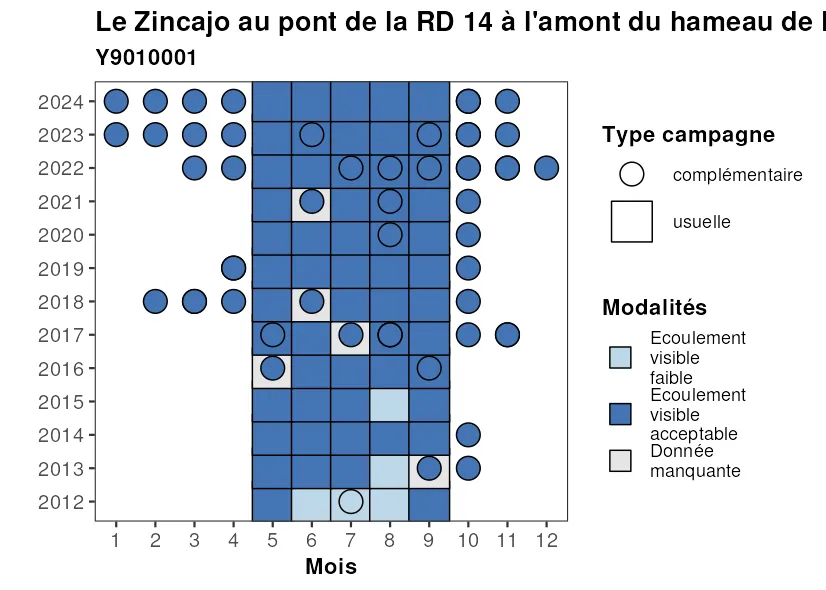 Le Zincajo au pont de la RD 14 à l'amont du hameau de
Y9010001
2024
2023
2022
2021
2020
2019
2018
2017
2016
2015
2014
2013
2012
1 2 3 4 5 6 7 8 9 10 11 12
Mois
Type campagne
complémentaire
usuelle
Modalités
Ecoulement
visible
faible
Ecoulement
visible
acceptable
Donnée
manquante